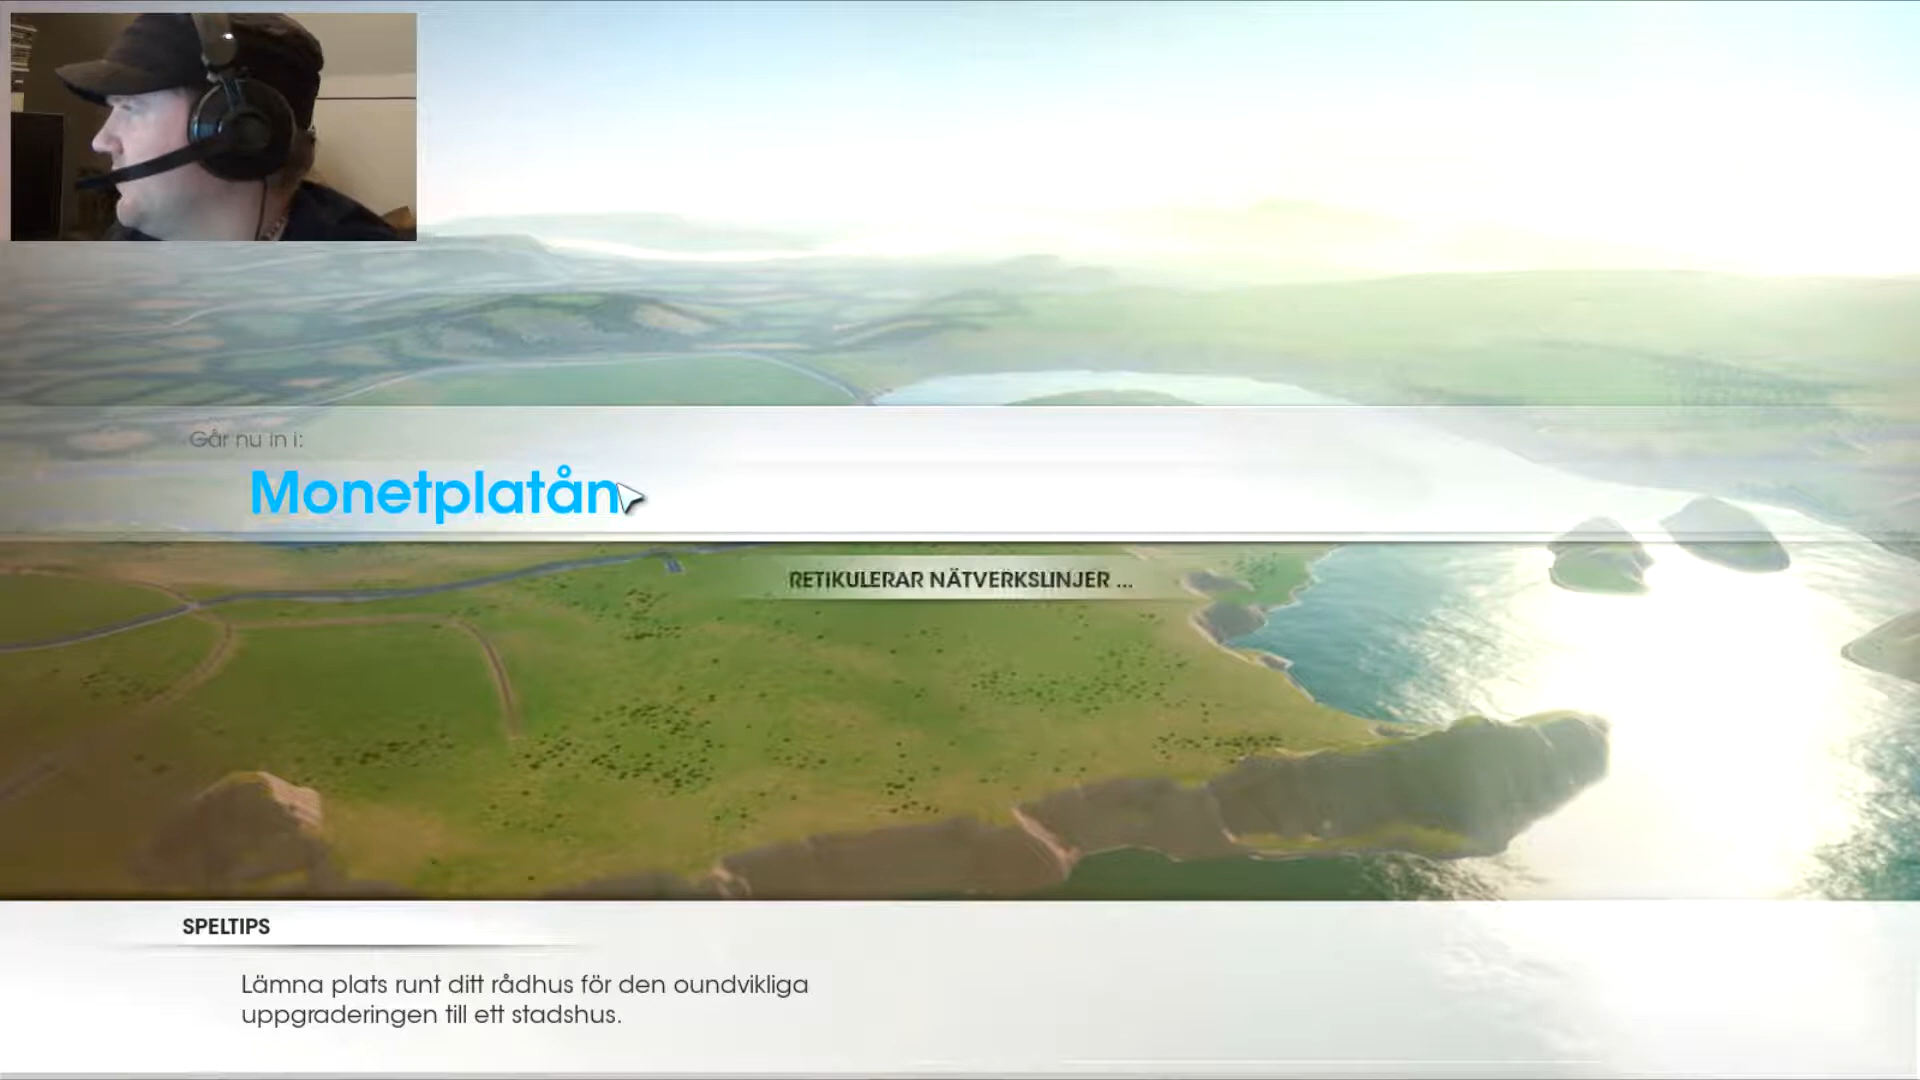 Går nu in i:
Monetplatån
RETIKULERAR NÄTVERKSLINJER ...
SPELTIPS
Lämna plats runt ditt rådhus för den oundvikliga
uppgraderingen till ett stadshus.